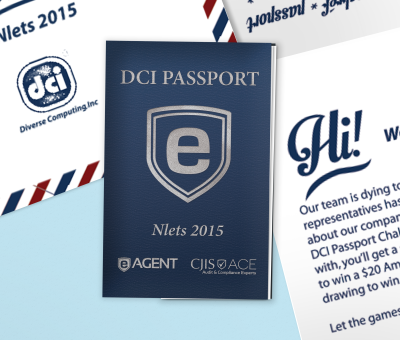 Nlets 2015
dci
Diverse Computing, Inc
passport *
DCI PASSPORT
e
Nlets 2015
e AGENT
CJIS ACE
Audit & Compliance Experts
Hi! We
Our team is dying to
representatives has
about our compan
DCI Passport Chal
with, you'll get a
to win a $20 Am
drawing to win
Let the games